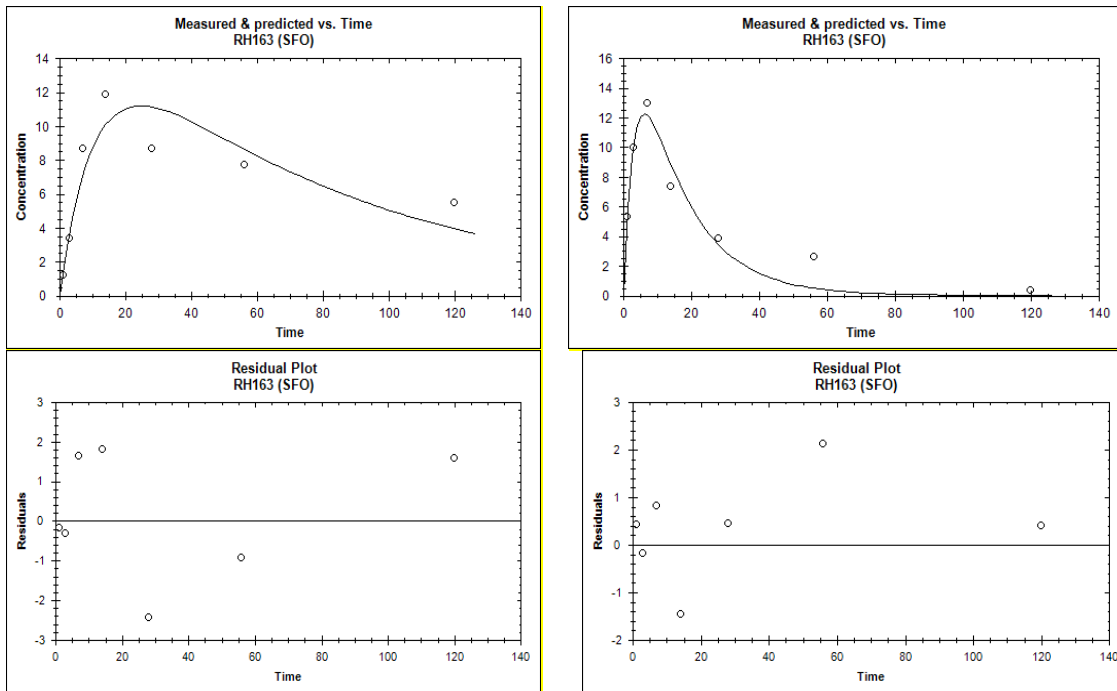 Measured & predicted vs. Time
RH163 (SFO)
14
12
10
8
6
4
2
0
Concentration
0 20 40 60 80 100 120 140
Time
Measured & predicted vs. Time
RH163 (SFO)
16
14
12
10
8
6
4
2
0
Concentration
0 20 40 60 80 100 120 140
Time
Residual Plot
RH163 (SFO)
3
2
1
0
-1
-2
-3
Residuals
0 20 40 60 80 100 120 140
Time
Residual Plot
RH163 (SFO)
3
2
1
0
-1
-2
Residuals
0 20 40 60 80 100 120 140
Time